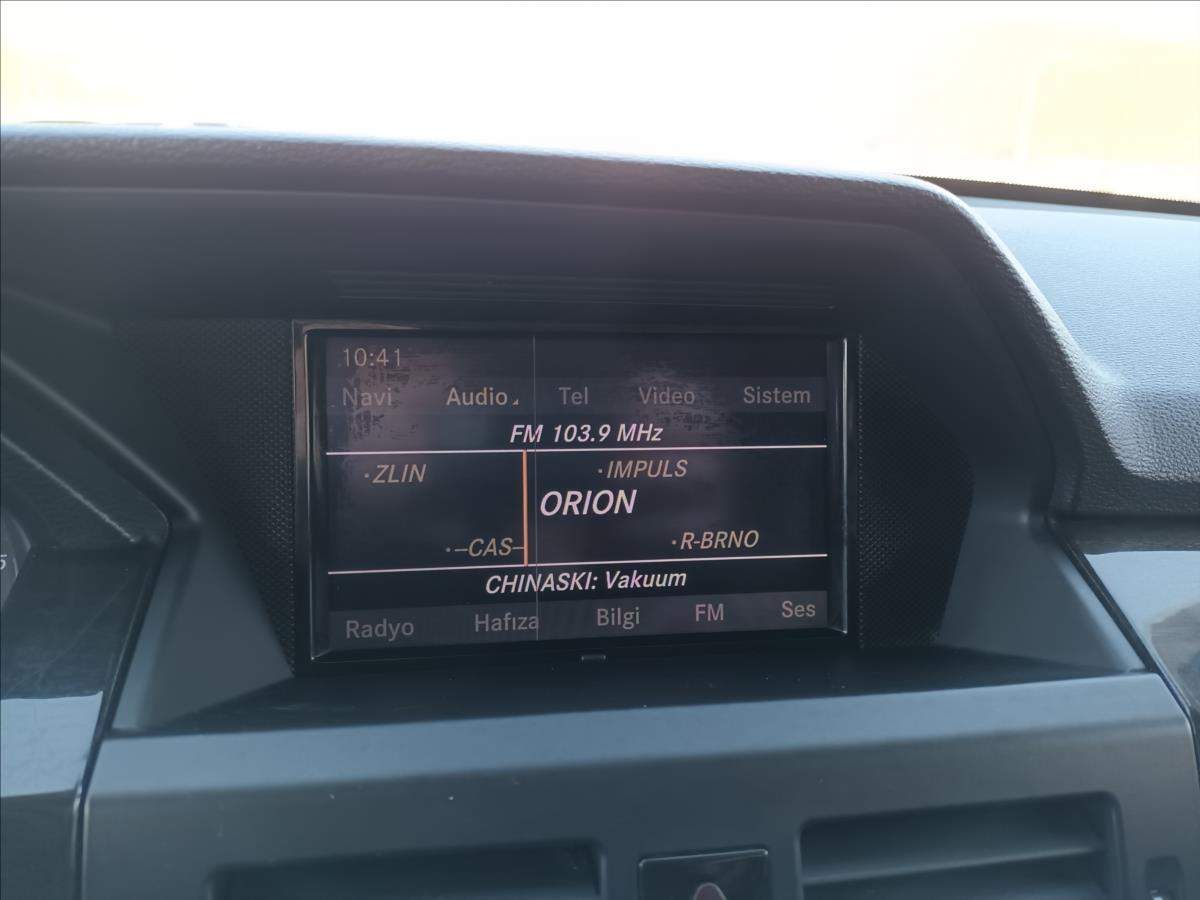 10:41
Navi Audio Tel Video Sistem
FM 103.9 MHz
·ZLIN ·IMPULS
ORION
·–CAS– ·R-BRNO
CHINASKI: Vakuum
Radyo Hafıza Bilgi FM Ses
5